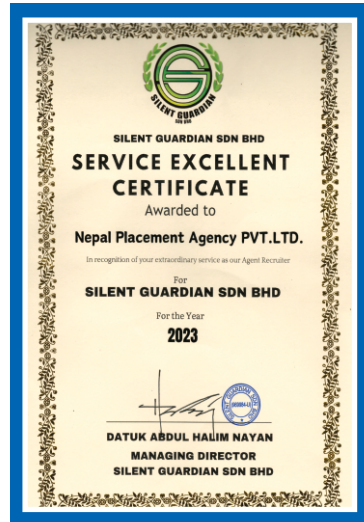 SILENT GUARDIAN
SDN BHD
SILENT GUARDIAN SDN BHD
SERVICE EXCELLENT
CERTIFICATE
Awarded to
Nepal Placement Agency PVT.LTD.
In recognition of your extraordinary service as our Agent Recruiter
For
SILENT GUARDIAN SDN BHD
For the Year
2023
DATUK ABDUL HALIM NAYAN
MANAGING DIRECTOR
SILENT GUARDIAN SDN BHD